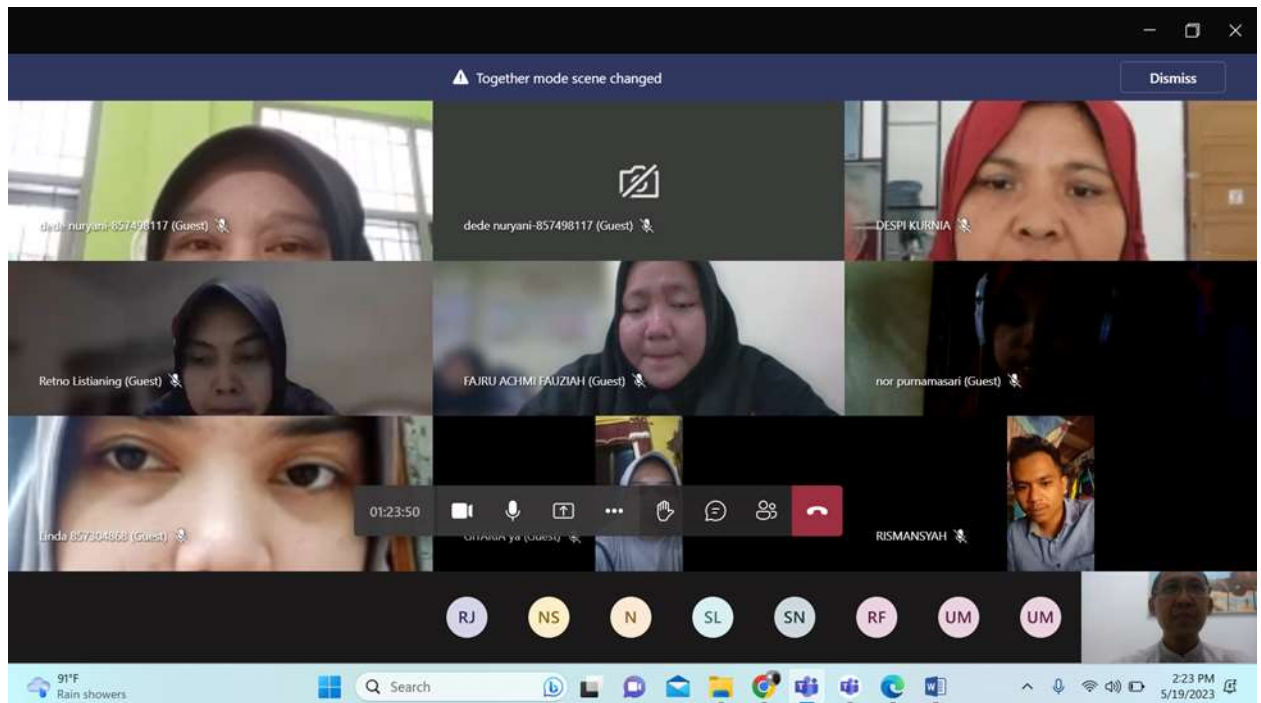 Together mode scene changed
Dismiss
dede nuryani-857498117 (Guest)
dede nuryani-857498117 (Guest)
DESPI KURNIA
Retno Listianing (Guest)
FAJRU ACHMI FAUZIAH (Guest)
nor purnamasari (Guest)
01:23:50
Linda 857304868 (Guest)
ya (Guest)
RISMANSYAH
RJ
NS
N
SL
SN
RF
UM
UM
91°F
Rain showers
Search
2:23 PM
5/19/2023